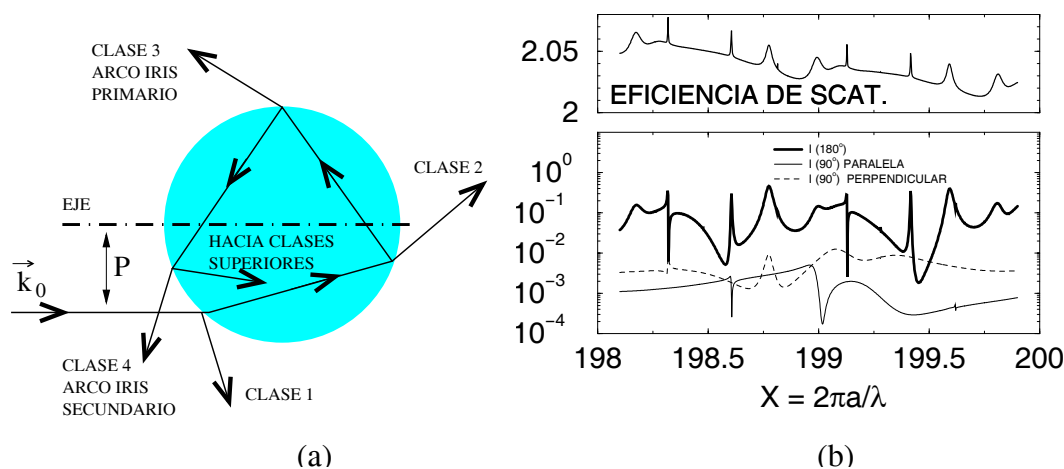 CLASE 3
ARCO IRIS
PRIMARIO
CLASE 2
EJE
HACIA CLASES
SUPERIORES
P
k₀
CLASE 4
ARCO IRIS
SECUNDARIO
CLASE 1
(a)
2.05
2
EFICIENCIA DE SCAT.
I (180°)
I (90°) PARALELA
I (90°) PERPENDICULAR
10⁰
10⁻¹
10⁻²
10⁻³
10⁻⁴
198 198.5 199 199.5 200
X = 2πa/λ
(b)